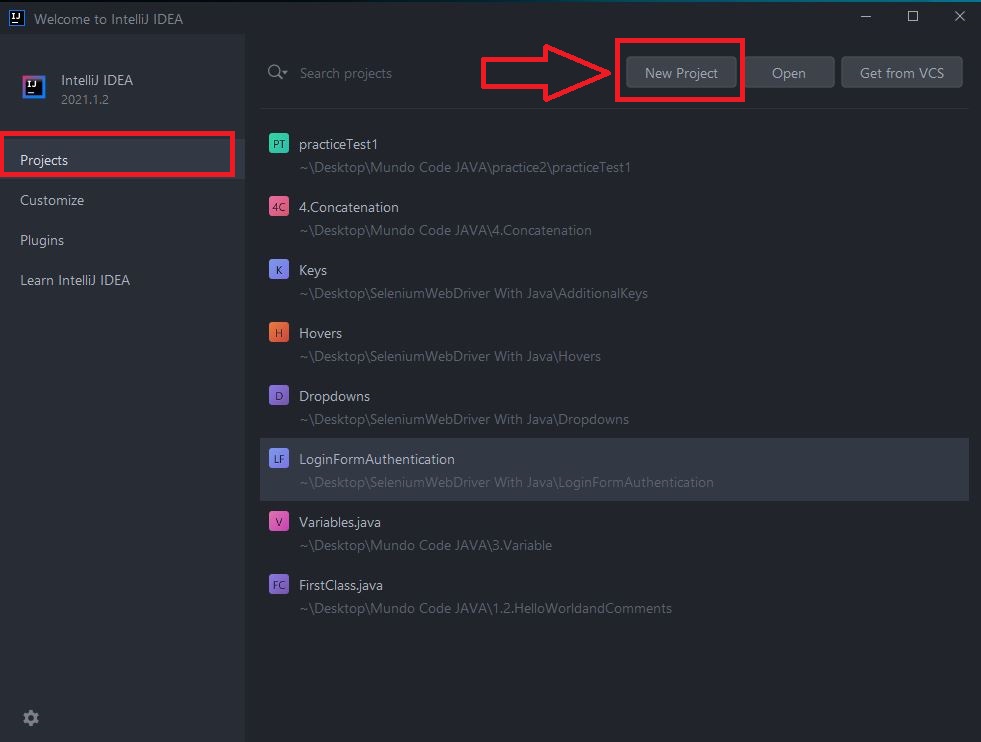 IJ Welcome to IntelliJ IDEA
IJ IntelliJ IDEA
2021.1.2
Projects
Customize
Plugins
Learn IntelliJ IDEA
Search projects
New Project
Open
Get from VCS
PT practiceTest1
~\Desktop\Mundo Code JAVA\practice2\practiceTest1
4C 4.Concatenation
~\Desktop\Mundo Code JAVA\4.Concatenation
K Keys
~\Desktop\SeleniumWebDriver With Java\AdditionalKeys
H Hovers
~\Desktop\SeleniumWebDriver With Java\Hovers
D Dropdowns
~\Desktop\SeleniumWebDriver With Java\Dropdowns
LF LoginFormAuthentication
~\Desktop\SeleniumWebDriver With Java\LoginFormAuthentication
V Variables.java
~\Desktop\Mundo Code JAVA\3.Variable
FC FirstClass.java
~\Desktop\Mundo Code JAVA\1.2.HelloWorldandComments